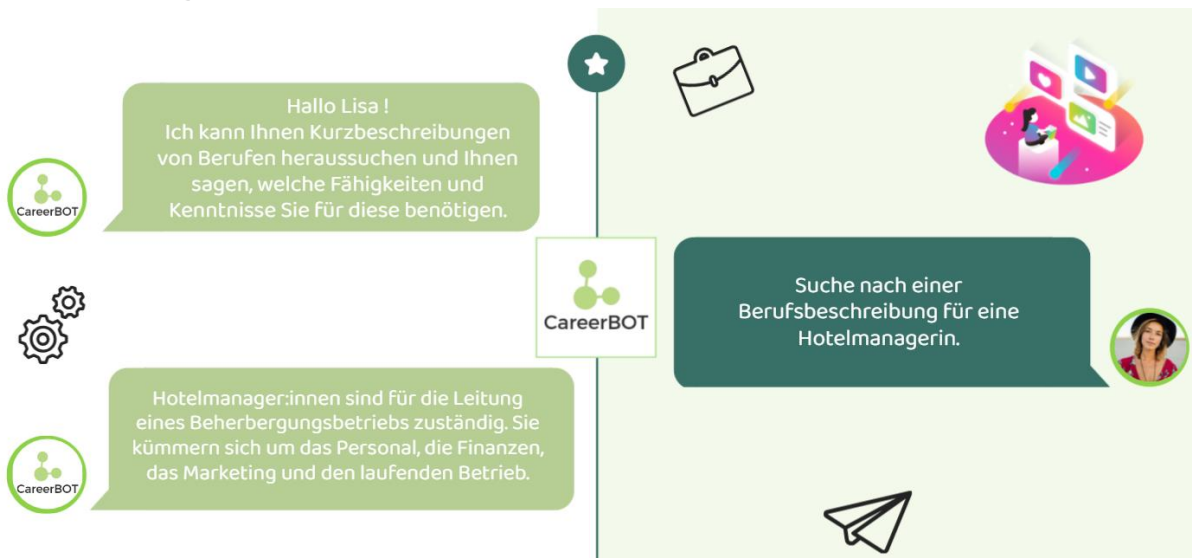 Hallo Lisa !
Ich kann Ihnen Kurzbeschreibungen
von Berufen heraussuchen und Ihnen
sagen, welche Fähigkeiten und
Kenntnisse Sie für diese benötigen.
CareerBOT
Suche nach einer
Berufsbeschreibung für eine
Hotelmanagerin.
CareerBOT
Hotelmanager:innen sind für die Leitung
eines Beherbergungsbetriebs zuständig. Sie
kümmern sich um das Personal, die Finanzen,
das Marketing und den laufenden Betrieb.
CareerBOT